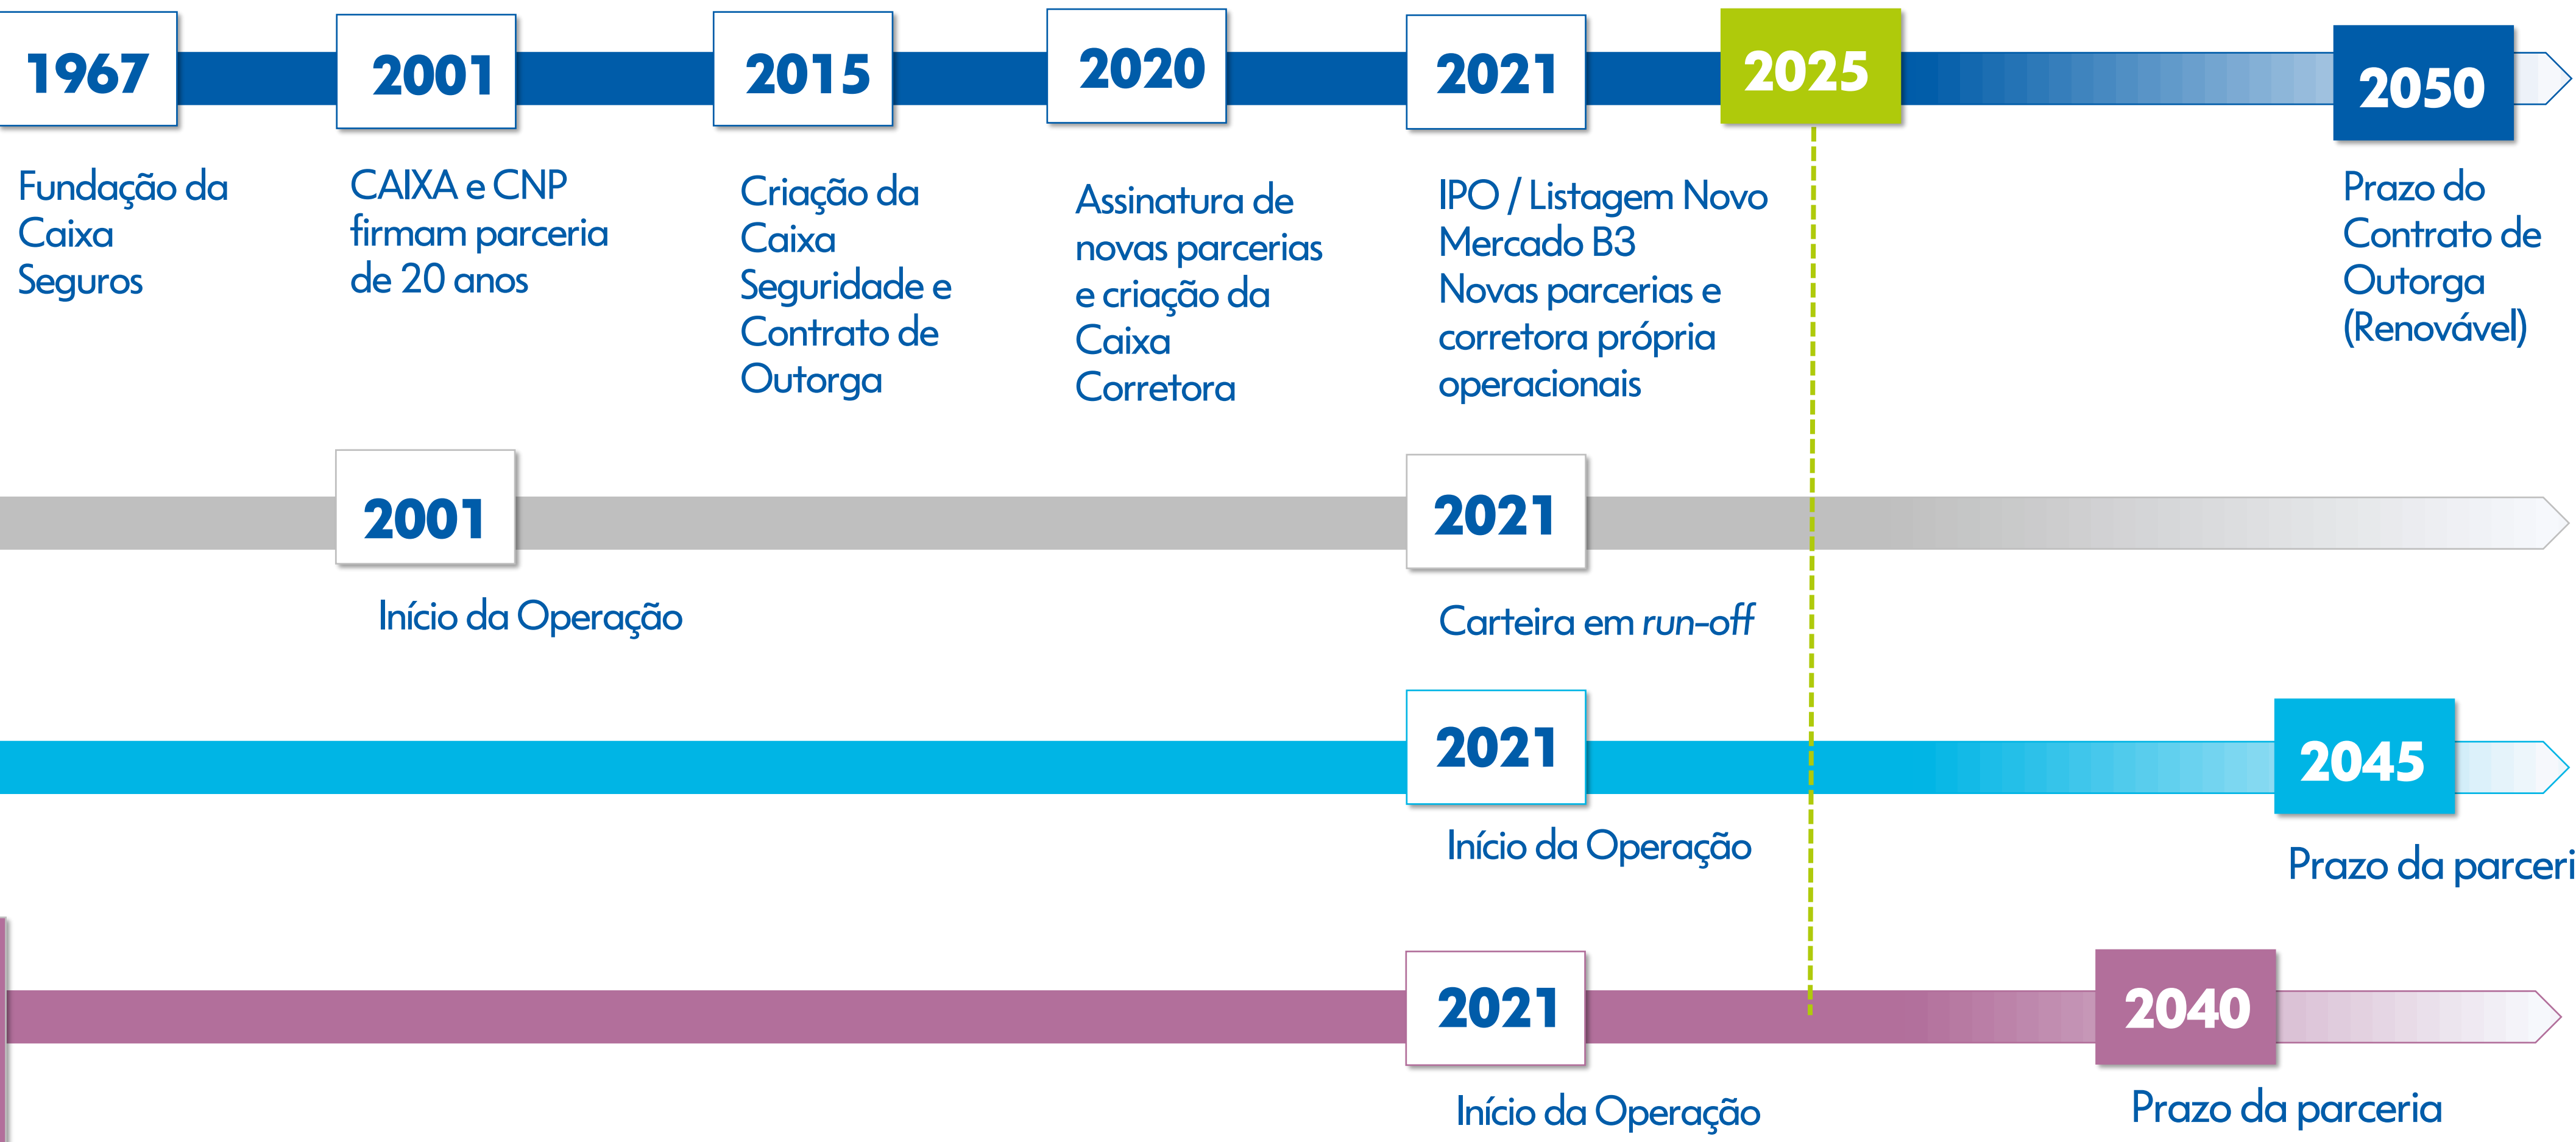 1967
2001
2015
2020
2021
2025
2050
Fundação da
Caixa
Seguros
CAIXA e CNP
firmam parceria
de 20 anos
Criação da
Caixa
Seguridade e
Contrato de
Outorga
Assinatura de
novas parcerias
e criação da
Caixa
Corretora
IPO / Listagem Novo
Mercado B3
Novas parcerias e
corretora própria
operacionais
Prazo do
Contrato de
Outorga
(Renovável)
2001
2021
Início da Operação
Carteira em run-off
2021
2045
Início da Operação
Prazo da parceri
2021
2040
Início da Operação
Prazo da parceria